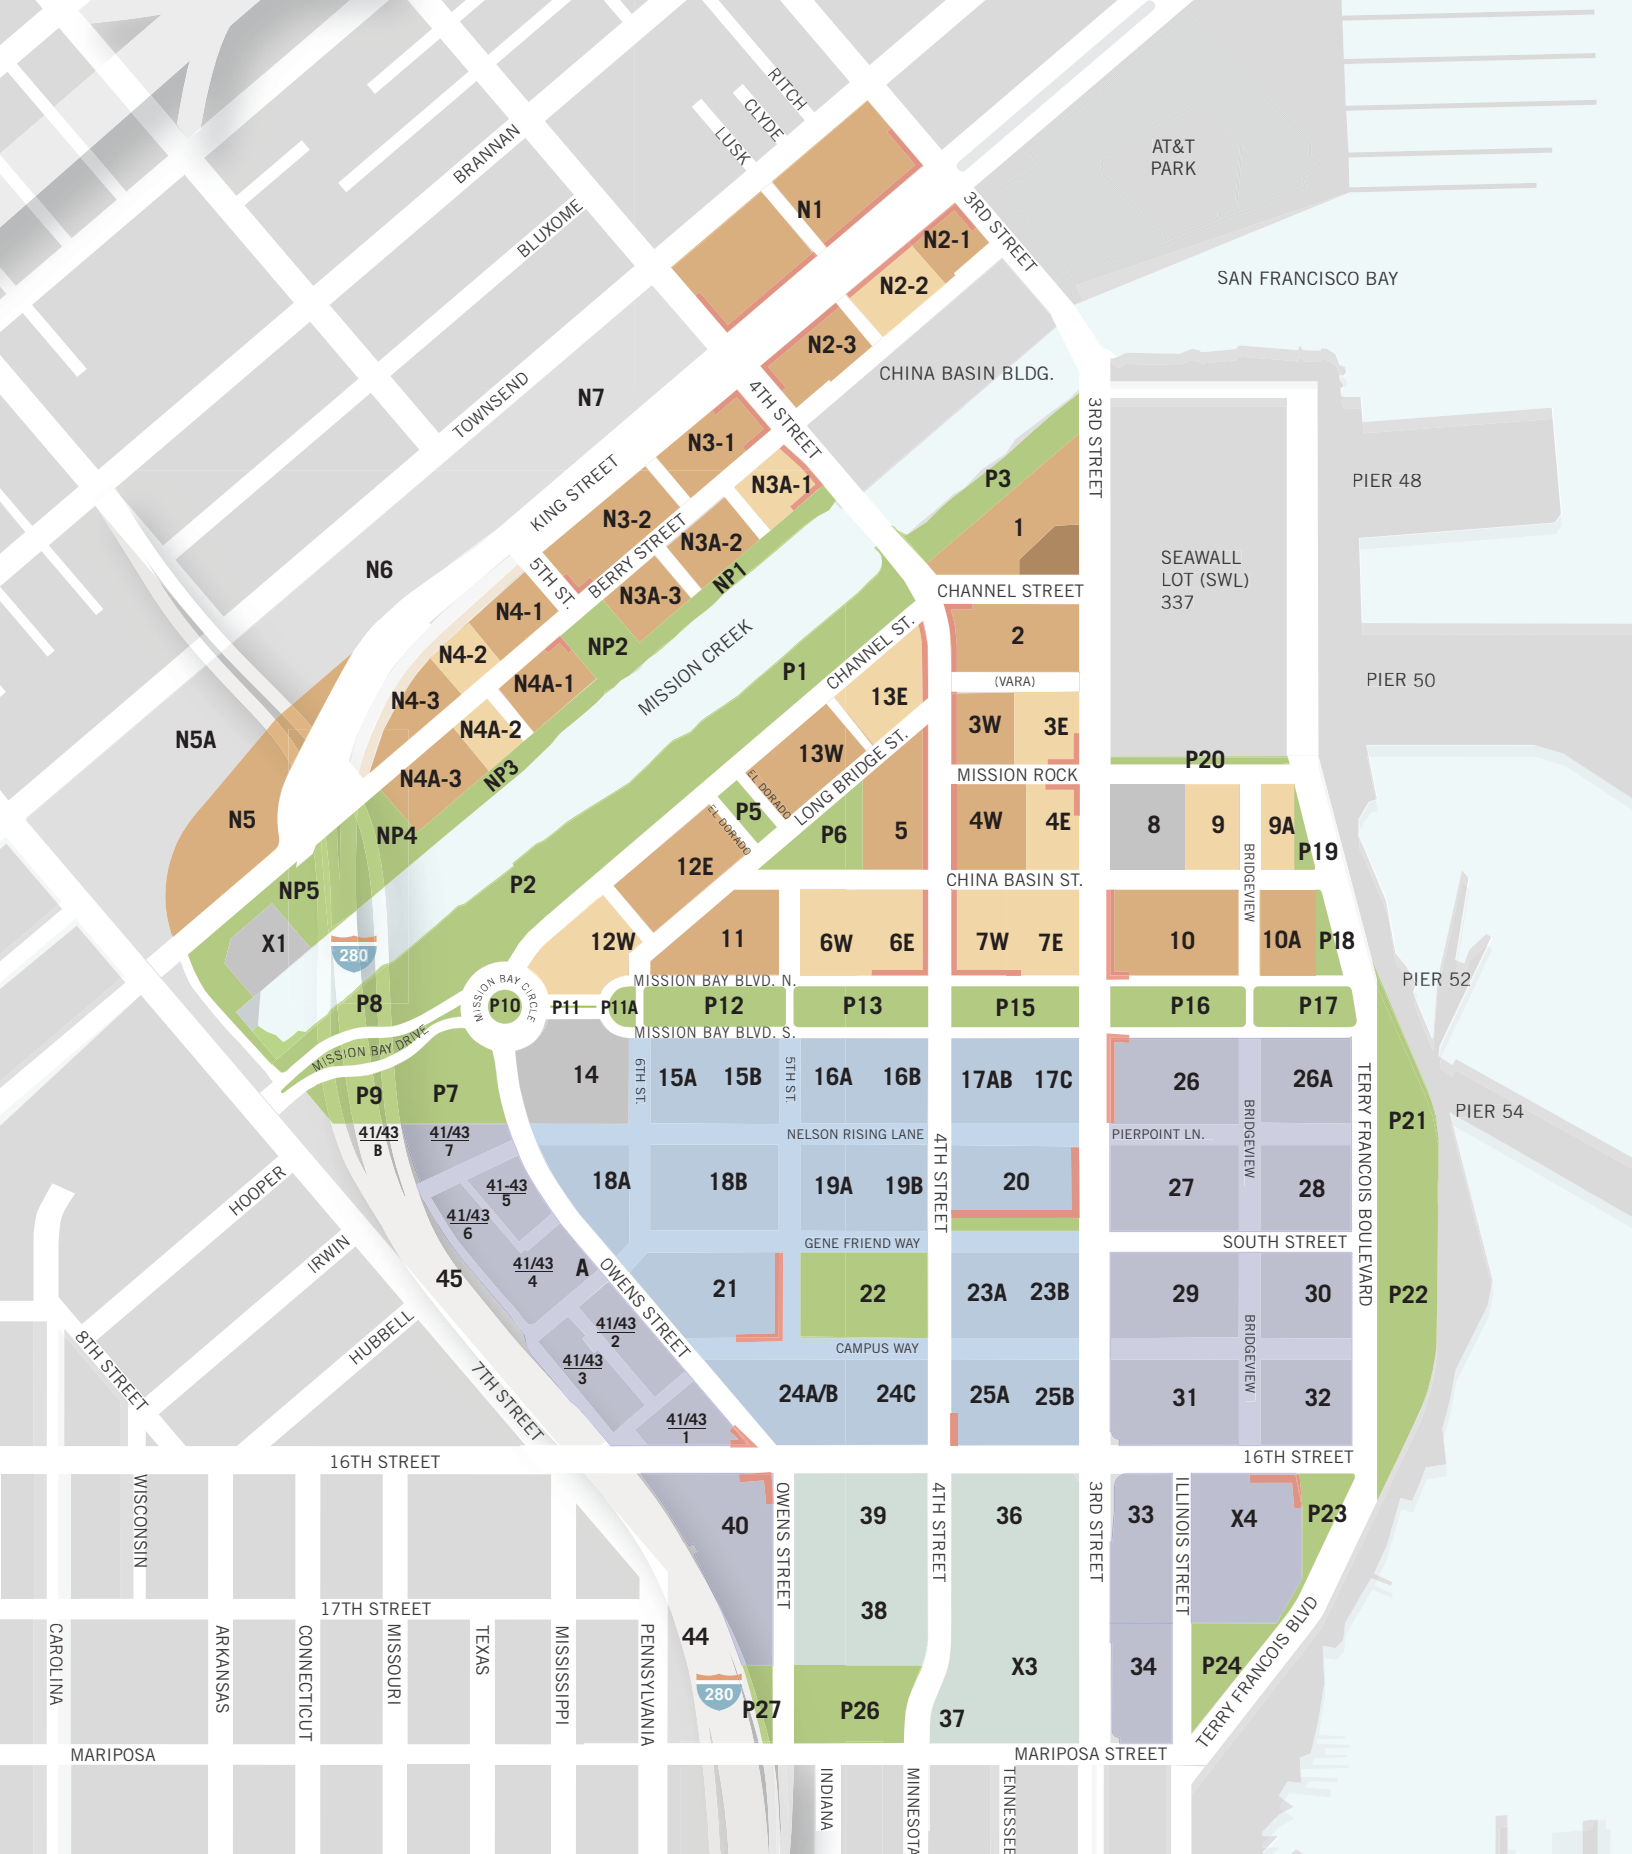 RITCH
CLYDE
LUSK
BRANNAN
BLUXOME
AT&T
PARK
N1
3RD STREET
N2-1
N2-2
SAN FRANCISCO BAY
N2-3
CHINA BASIN BLDG.
TOWNSEND
N7
4TH STREET
3RD STREET
N3-1
KING STREET
N3A-1
P3
PIER 48
N3-2
BERRY STREET
N3A-2
1
N6
5TH ST.
NP1
SEAWALL
LOT (SWL)
337
N4-1
N3A-3
CHANNEL STREET
NP2
MISSION CREEK
CHANNEL ST.
2
N4-2
N4A-1
P1
(VARA)
PIER 50
N4-3
13E
N5A
N4A-2
3W
3E
13W
LONG BRIDGE ST.
P20
N4A-3
NP3
EL DORADO
MISSION ROCK
N5
NP4
EL DORADO
P5
P6
5
4W
4E
8
9
9A
P19
12E
BRIDGEVIEW
NP5
P2
CHINA BASIN ST.
X1
280
12W
11
6W
6E
7W
7E
10
10A
P18
MISSION BAY BLVD. N.
PIER 52
P8
MISSION BAY CIRCLE
P10
P11
P11A
P12
P13
P15
P16
P17
MISSION BAY DRIVE
MISSION BAY BLVD. S.
P9
P7
14
6TH ST.
15A
15B
5TH ST.
16A
16B
17AB
17C
26
26A
TERRY FRANCOIS BOULEVARD
PIER 54
P21
41/43
B
41/43
7
NELSON RISING LANE
4TH STREET
PIERPOINT LN.
BRIDGEVIEW
HOOPER
41-43
5
18A
18B
19A
19B
20
27
28
41/43
6
IRWIN
45
41/43
4
A
OWENS STREET
GENE FRIEND WAY
SOUTH STREET
21
22
23A
23B
29
30
P22
HUBBELL
41/43
2
BRIDGEVIEW
8TH STREET
41/43
3
CAMPUS WAY
7TH STREET
24A/B
24C
25A
25B
31
32
41/43
1
16TH STREET
16TH STREET
WISCONSIN
40
OWENS STREET
39
4TH STREET
36
3RD STREET
33
ILLINOIS STREET
X4
P23
17TH STREET
38
CAROLINA
ARKANSAS
CONNECTICUT
MISSOURI
TEXAS
MISSISSIPPI
PENNSYLVANIA
44
X3
34
P24
TERRY FRANCOIS BLVD
280
P27
P26
37
MARIPOSA
MARIPOSA STREET
INDIANA
MINNESOTA
TENNESSEE